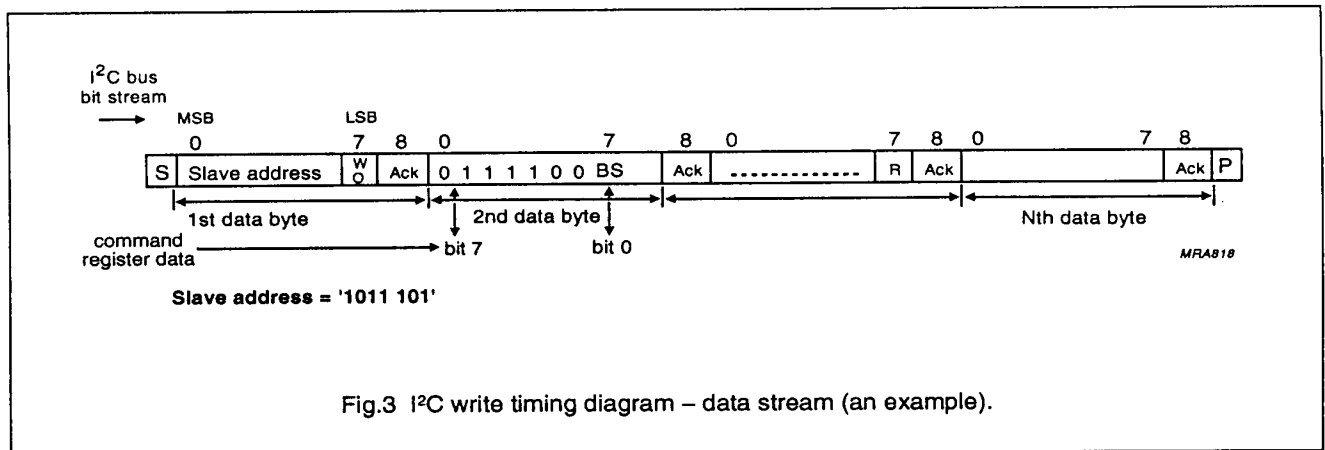 I²C bus
bit stream
MSB LSB
0 7 8 0 7 8 0 7 8 0 7 8
S Slave address W O Ack 0 1 1 1 1 0 0 BS Ack ------------- R Ack Ack P
1st data byte 2nd data byte Nth data byte
command
register data
bit 7 bit 0
MRA818
Slave address = '1011 101'
Fig.3 I²C write timing diagram – data stream (an example).